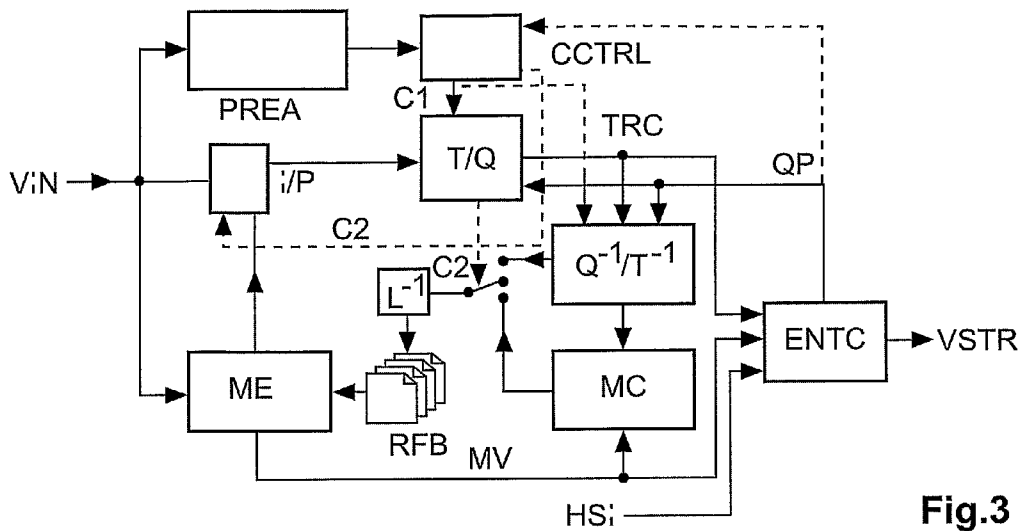 CCTRL
PREA
C1
TRC
T/Q
QP
ViN
i/P
C2
Q⁻¹/T⁻¹
C2
L⁻¹
ENTC
VSTR
ME
MC
RFB
MV
HSi
Fig.3